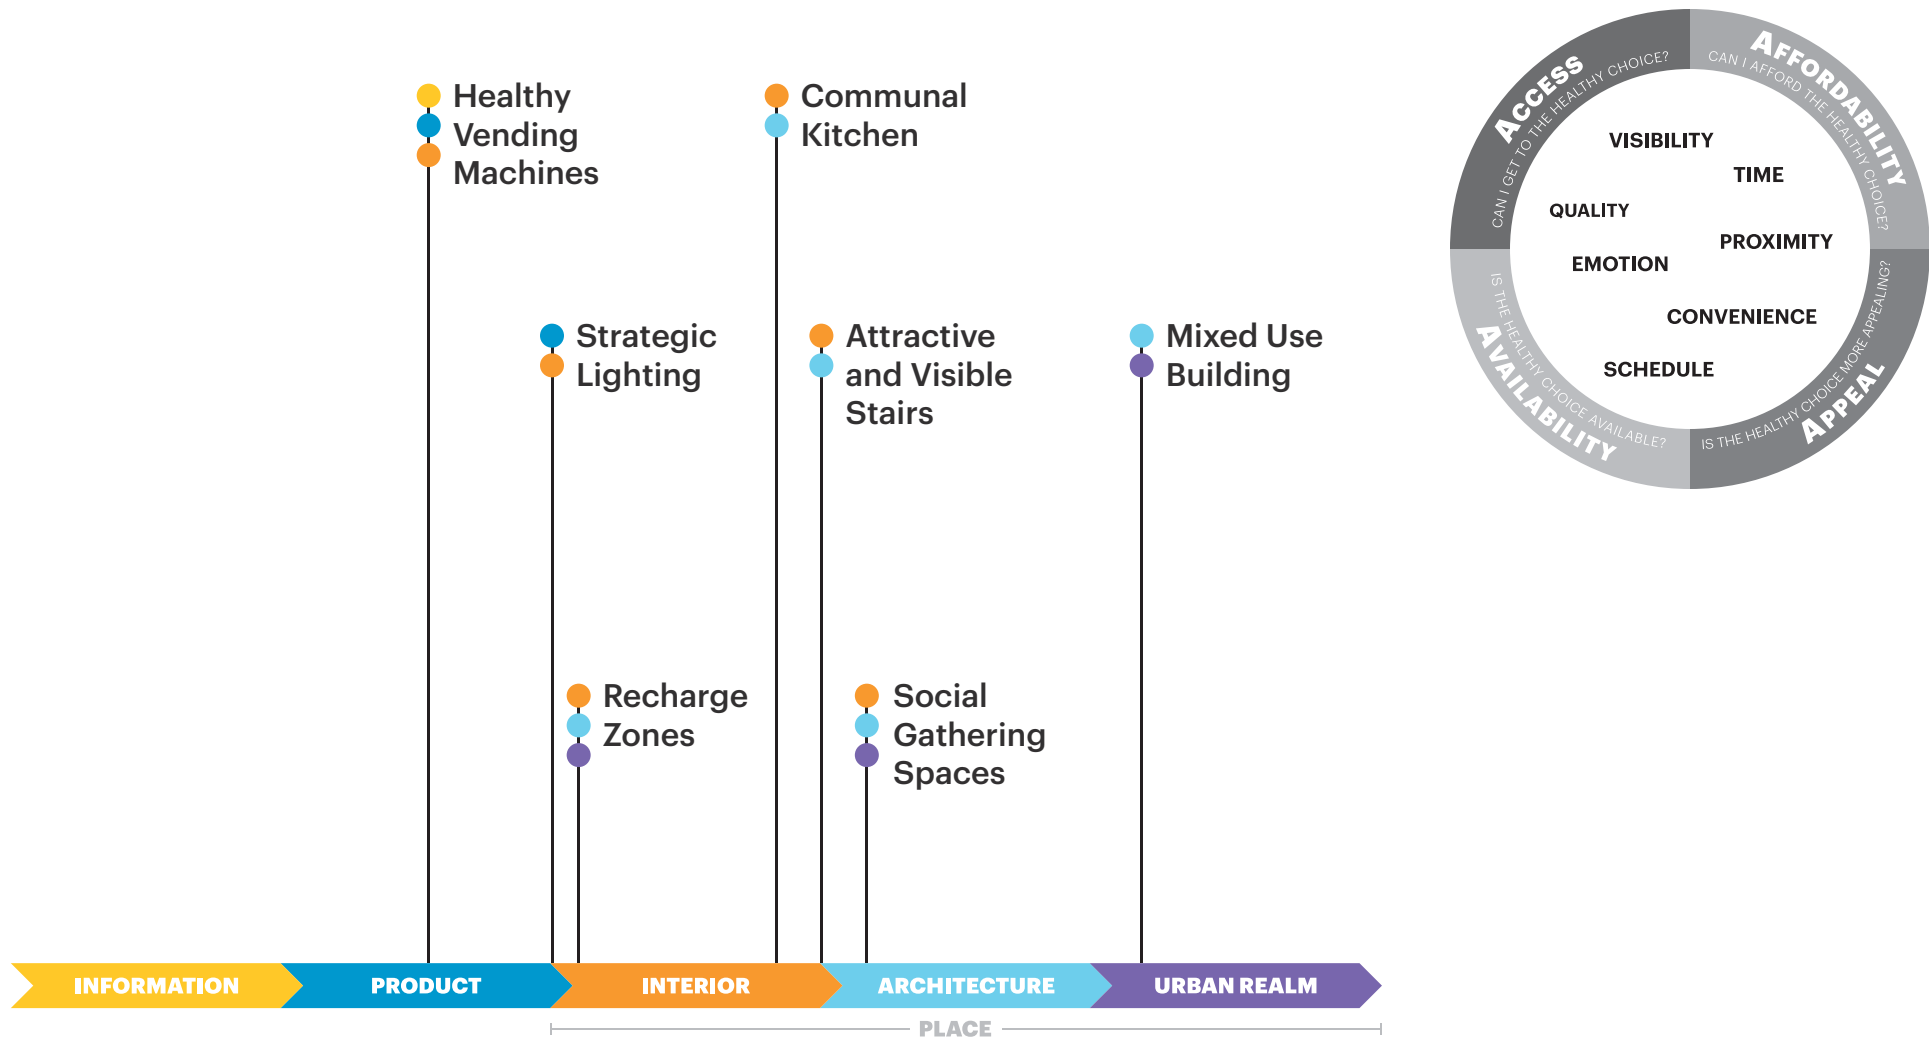 Healthy
Vending
Machines
Communal
Kitchen
Strategic
Lighting
Attractive
and Visible
Stairs
Mixed Use
Building
Recharge
Zones
Social
Gathering
Spaces
INFORMATION
PRODUCT
INTERIOR
ARCHITECTURE
URBAN REALM
PLACE
ACCESS
CAN I GET TO THE HEALTHY CHOICE?
AFFORDABILITY
CAN I AFFORD THE HEALTHY CHOICE?
VISIBILITY
TIME
QUALITY
PROXIMITY
EMOTION
CONVENIENCE
SCHEDULE
IS THE HEALTHY CHOICE AVAILABLE?
AVAILABILITY
IS THE HEALTHY CHOICE MORE APPEALING?
APPEAL